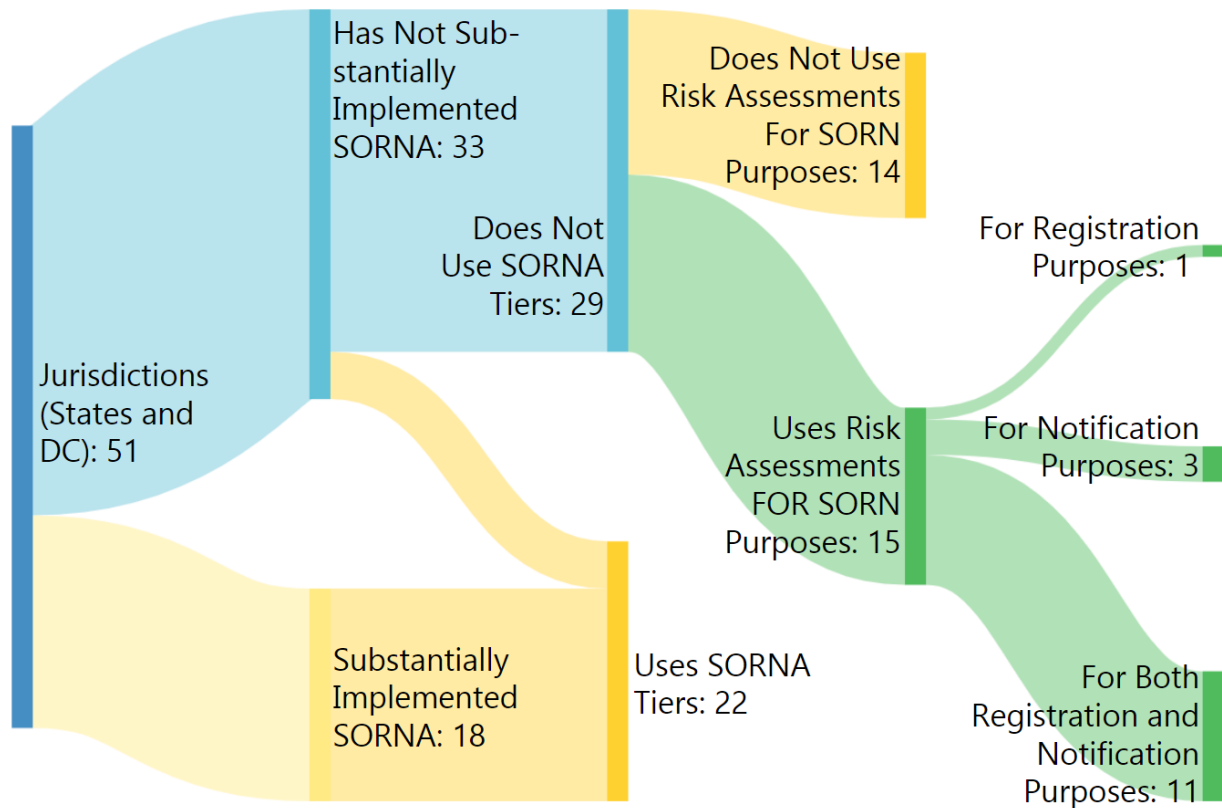 Jurisdictions
(States and
DC): 51
Has Not Sub-
stantially
Implemented
SORNA: 33
Substantially
Implemented
SORNA: 18
Does Not
Use SORNA
Tiers: 29
Uses SORNA
Tiers: 22
Does Not Use
Risk Assessments
For SORN
Purposes: 14
Uses Risk
Assessments
FOR SORN
Purposes: 15
For Registration
Purposes: 1
For Notification
Purposes: 3
For Both
Registration and
Notification
Purposes: 11